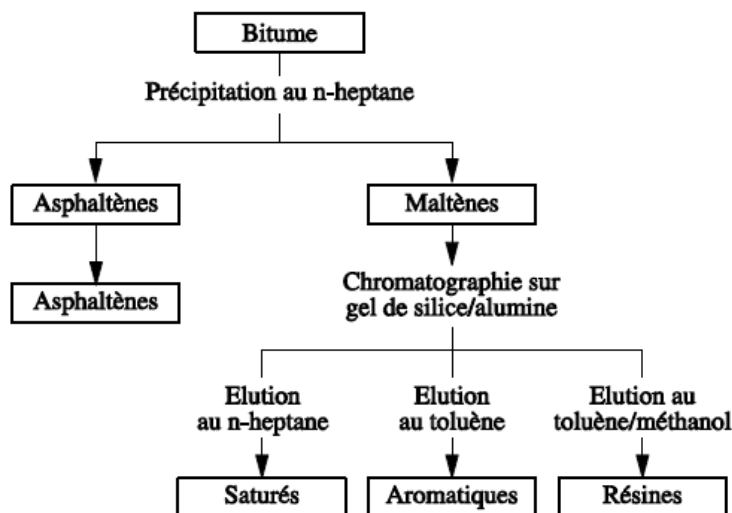 Bitume
Précipitation au n-heptane
Asphaltènes
Maltènes
Asphaltènes
Chromatographie sur
gel de silice/alumine
Elution
au n-heptane
Elution
au toluène
Elution au
toluène/méthanol
Saturés
Aromatiques
Résines